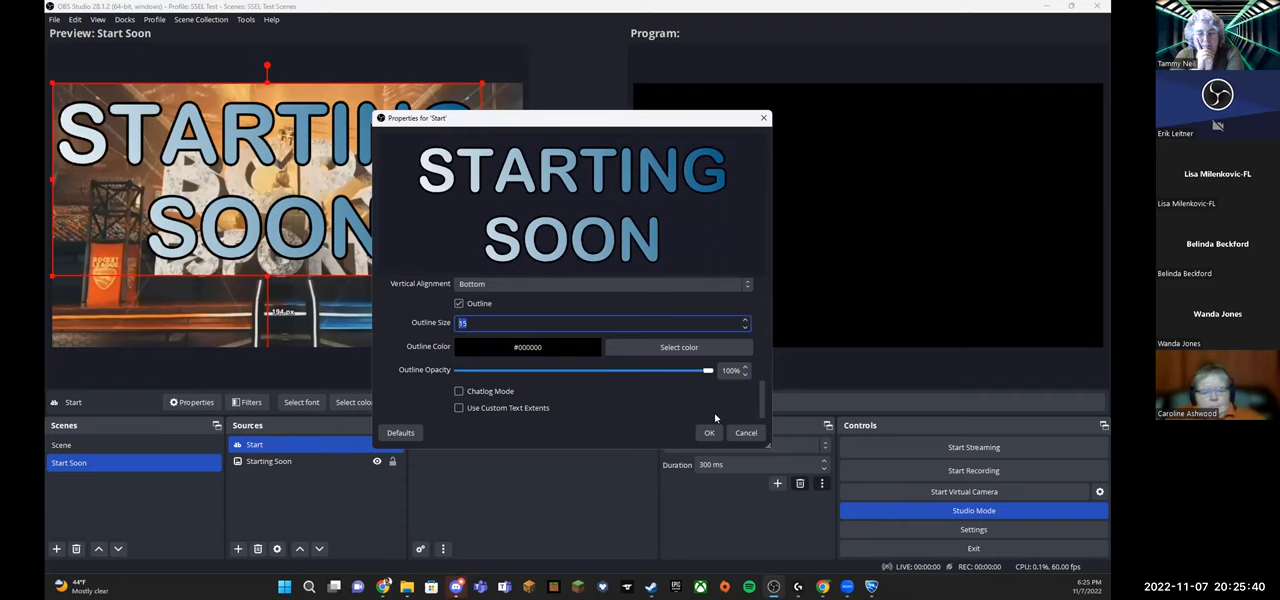 OBS Studio 28.1.2 (64-bit, windows) - Profile: SSEL Test - Scenes: SSEL Test Scenes
File Edit View Docks Profile Scene Collection Tools Help
Preview: Start Soon
Program:
STARTING
SOON
194 px
Properties for 'Start'
STARTING
SOON
Vertical Alignment Bottom
Outline
Outline Size 15
Outline Color #000000 Select color
Outline Opacity 100%
Chatlog Mode
Use Custom Text Extents
Defaults OK Cancel
Start Properties Filters Select font Select color
Scenes
Scene
Start Soon
Sources
Start
Starting Soon
Duration 300 ms
Controls
Start Streaming
Start Recording
Start Virtual Camera
Studio Mode
Settings
Exit
LIVE: 00:00:00 REC: 00:00:00 CPU: 0.1%, 60.00 fps
44°F
Mostly clear
6:25 PM
11/7/2022
Tammy Neil
Erik Leitner
Lisa Milenkovic-FL
Lisa Milenkovic-FL
Belinda Beckford
Belinda Beckford
Wanda Jones
Wanda Jones
Caroline Ashwood
2022-11-07 20:25:40